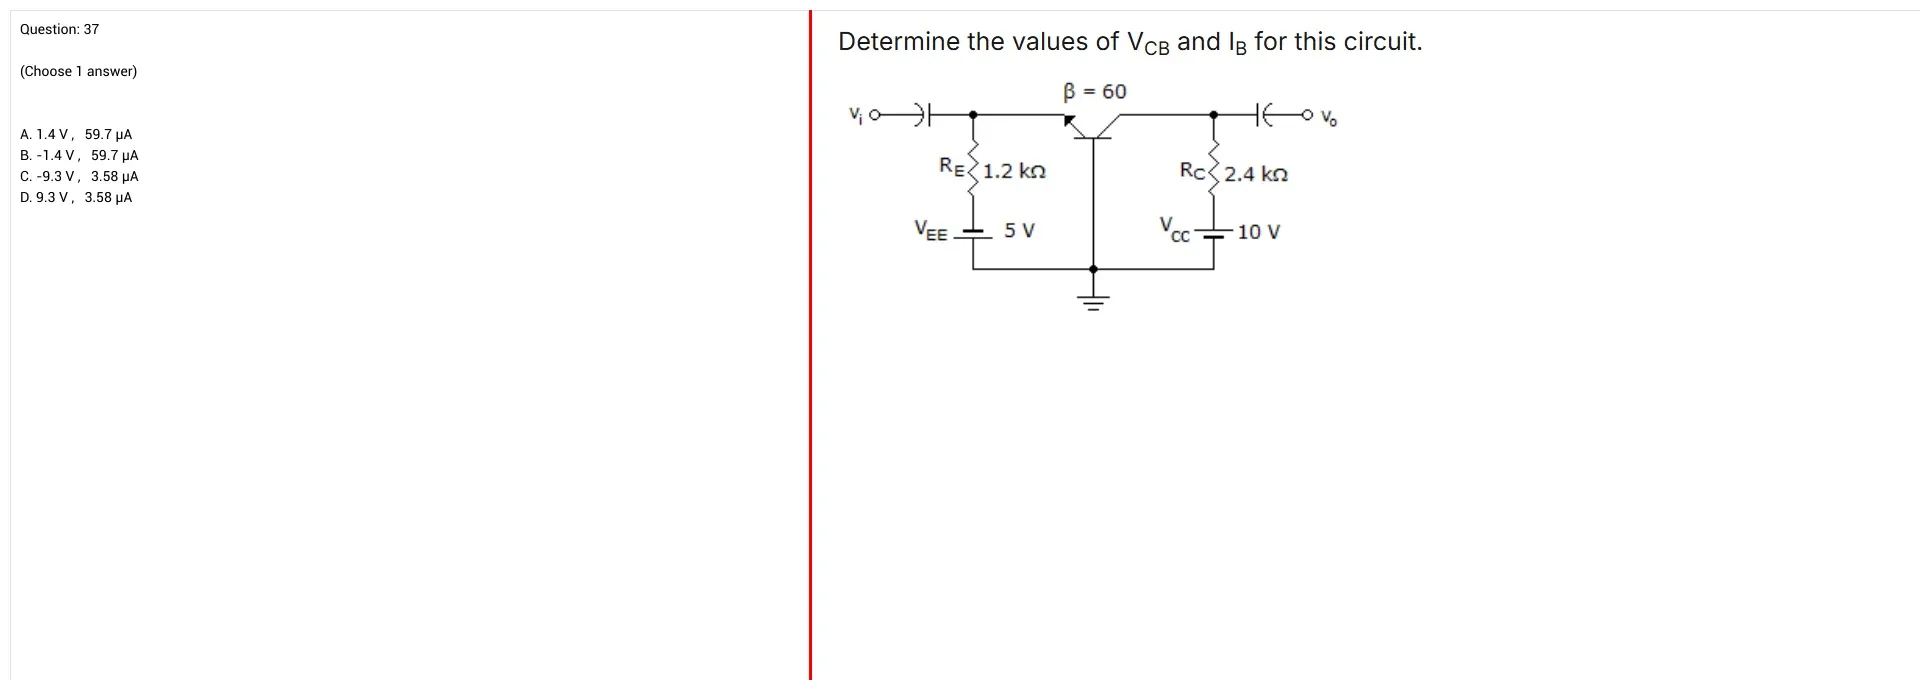 Question: 37
(Choose 1 answer)
A. 1.4 V, 59.7 µA
B. -1.4 V, 59.7 µA
C. -9.3 V, 3.58 µA
D. 9.3 V, 3.58 µA
Determine the values of VCB and IB for this circuit.
β = 60
Vi
Vo
RE 1.2 kΩ
RC 2.4 kΩ
VEE 5 V
VCC 10 V